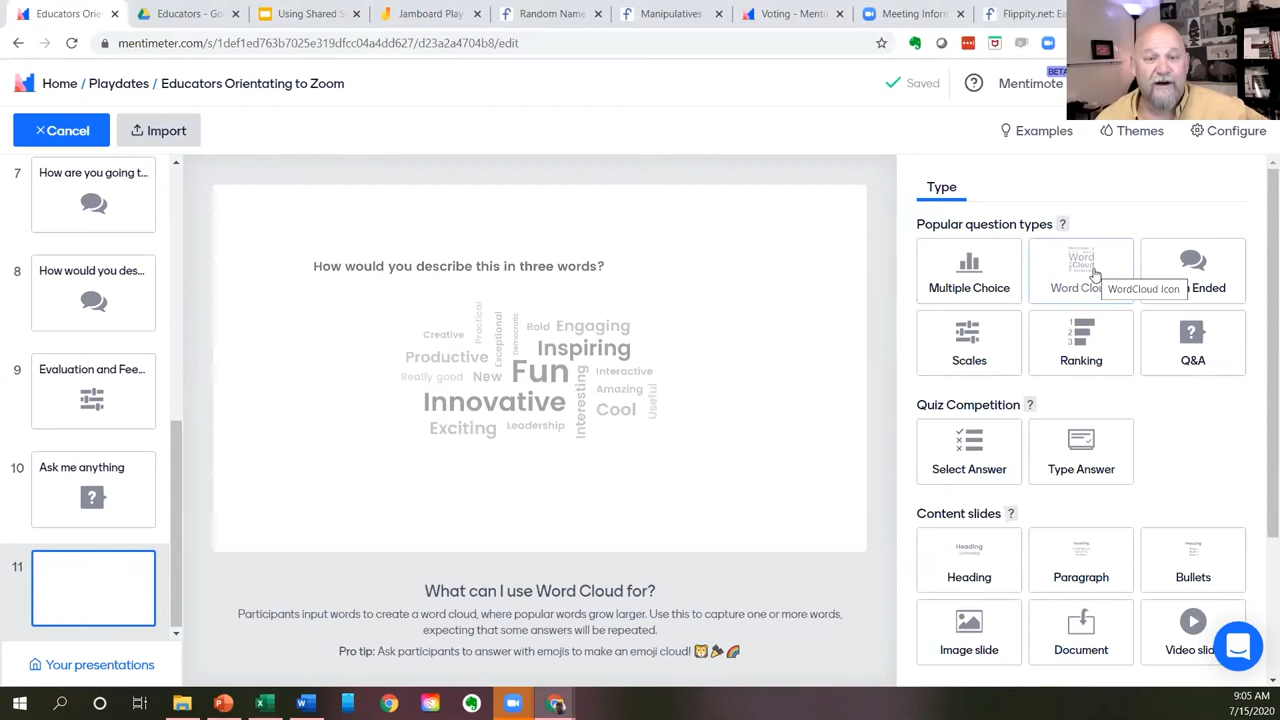 Educators Orie
Educators - Go
Using Shared S
Jamboard Play
Random Name
Manipulatives
Voting - Menti
Meeting Inform
Flippity.net: Ea
mentimeter.com/s/1def1ed763b7025e319dfcc04a4dd627/d23a2a4704b8/edit
Home / Playdates / Educators Orientating to Zoom
Saved
Mentimote
BETA
Cancel
Import
Examples
Themes
Configure
7
How are you going t...
8
How would you des...
9
Evaluation and Fee...
10
Ask me anything
11
Your presentations
How would you describe this in three words?
Creative
Practical
Exceptional
Democratic
Bold
Engaging
Productive
Inspiring
Really good
New
Fun
Interactive
Amazing
Innovative
Interesting
Cool
Useful
Exciting
Leadership
What can I use Word Cloud for?
Participants input words to create a word cloud, where popular words grow larger. Use this to capture one or more words,
expecting that some answers will be repeated.
Pro tip: Ask participants to answer with emojis to make an emoji cloud!
Type
Popular question types ?
Multiple Choice
Word Clou
WordCloud Icon
n Ended
Scales
Ranking
Q&A
Quiz Competition ?
Select Answer
Type Answer
Content slides ?
Heading
Paragraph
Bullets
Image slide
Document
Video slid
9:05 AM
7/15/2020